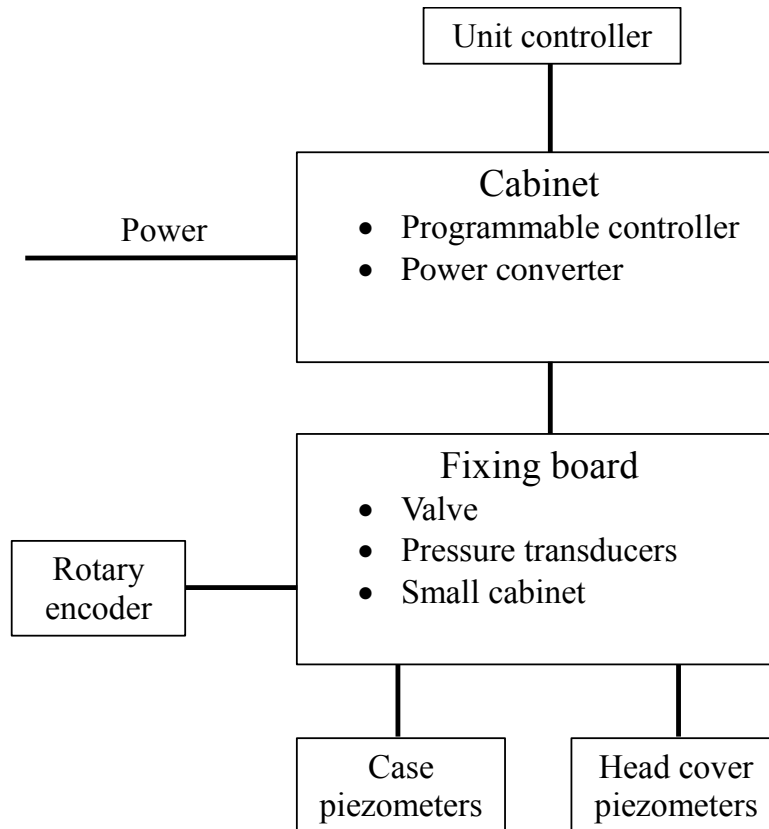 Unit controller
Cabinet
• Programmable controller
• Power converter
Power
Fixing board
• Valve
• Pressure transducers
• Small cabinet
Rotary
encoder
Case
piezometers
Head cover
piezometers